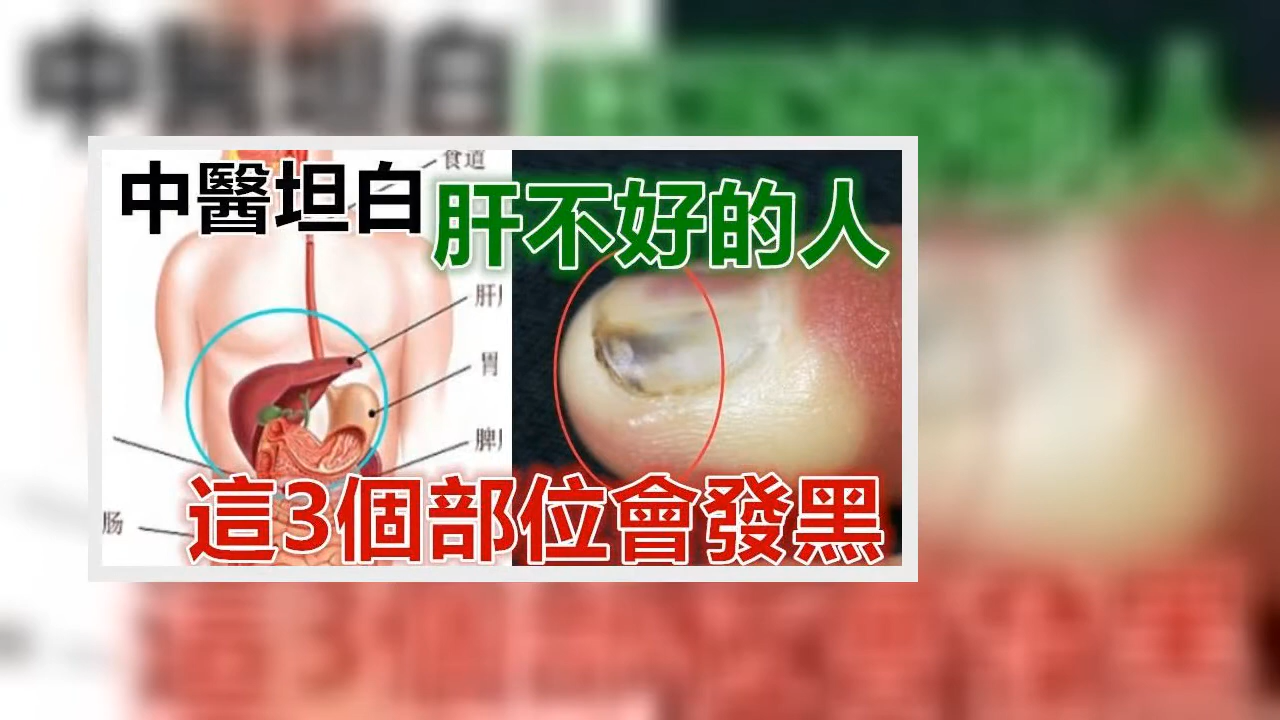 中醫坦白
肝不好的人
食道
肝
胃
脾
肠
這3個部位會發黑